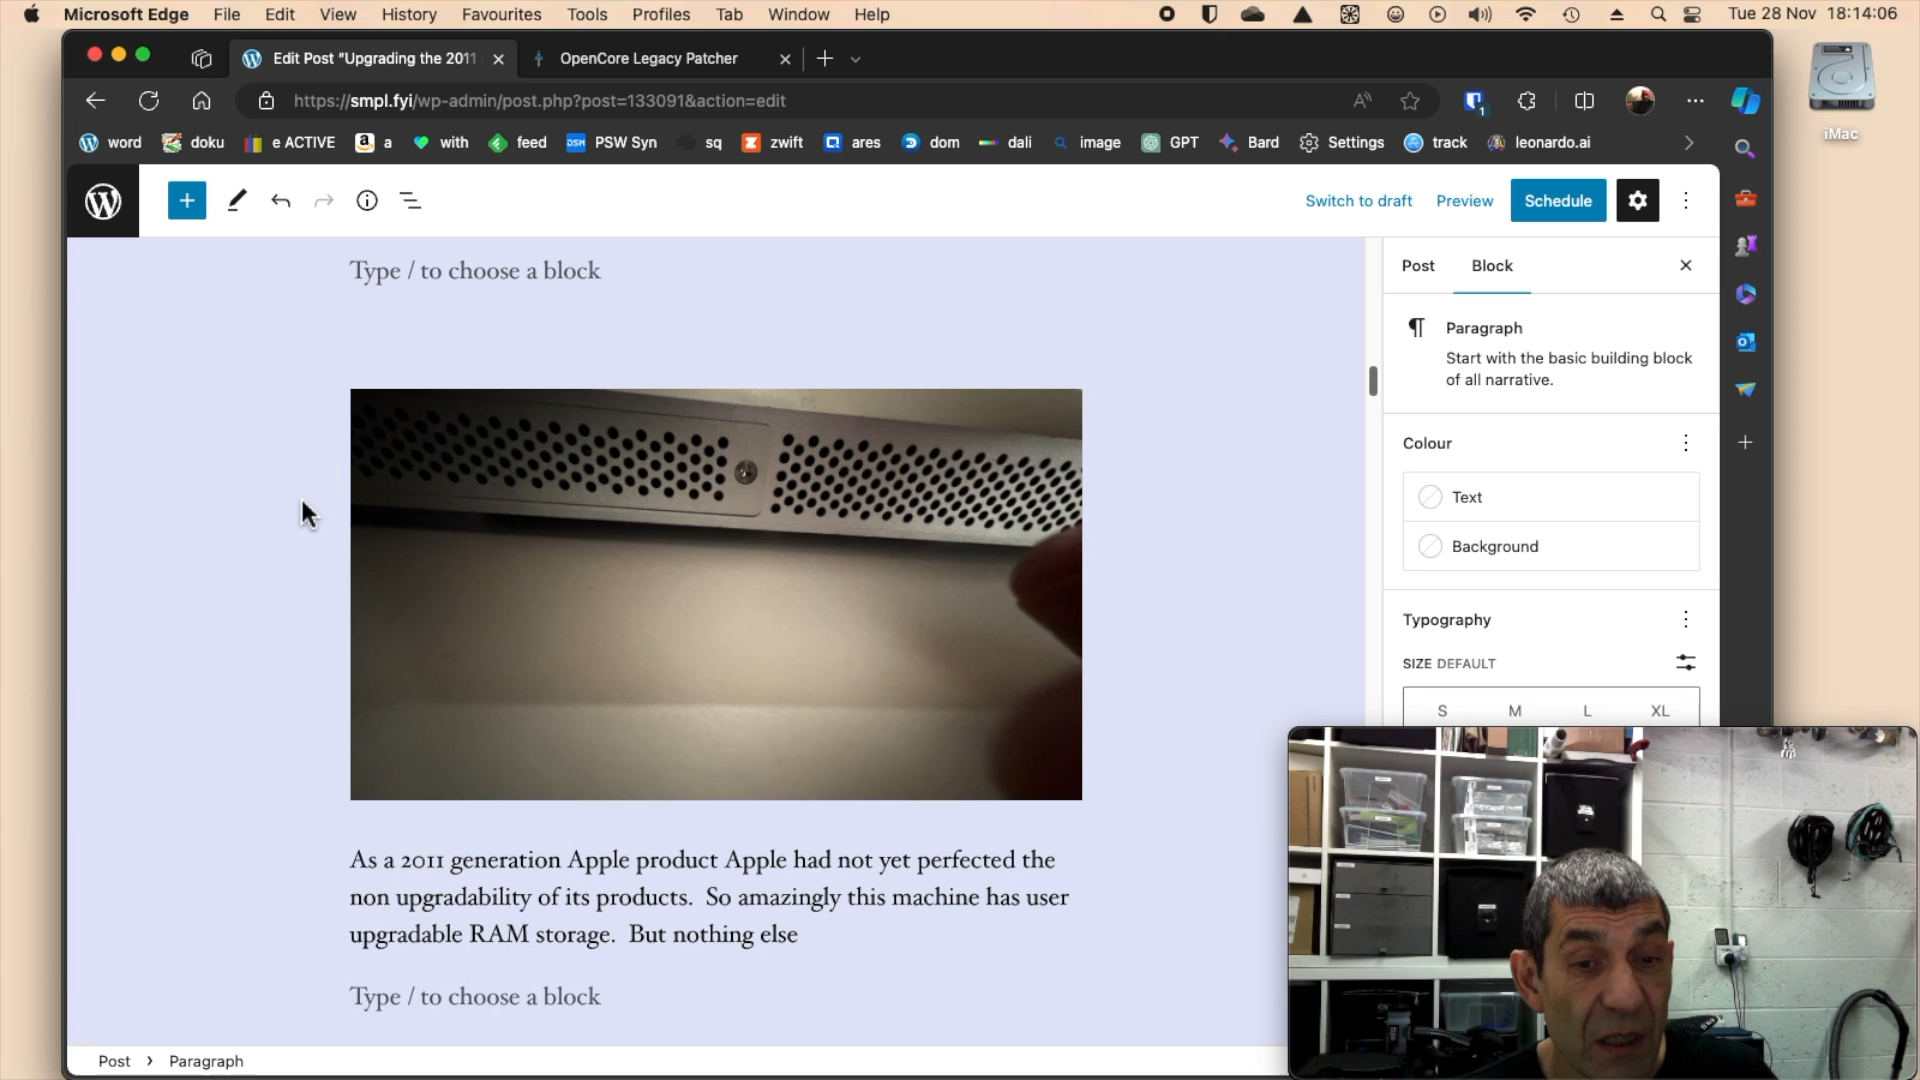 Microsoft Edge File Edit View History Favourites Tools Profiles Tab Window Help Tue 28 Nov 18:14:06
Edit Post "Upgrading the 2011 OpenCore Legacy Patcher
https://smpl.fyi/wp-admin/post.php?post=133091&action=edit
word doku e ACTIVE a with feed PSW Syn sq zwift ares dom dali image GPT Bard Settings track leonardo.ai
Switch to draft Preview Schedule
iMac
Type / to choose a block
Post Block
Paragraph
Start with the basic building block
of all narrative.
Colour
Text
Background
Typography
SIZE DEFAULT
S M L XL
As a 2011 generation Apple product Apple had not yet perfected the
non upgradability of its products.  So amazingly this machine has user
upgradable RAM storage.  But nothing else
Type / to choose a block
Post › Paragraph